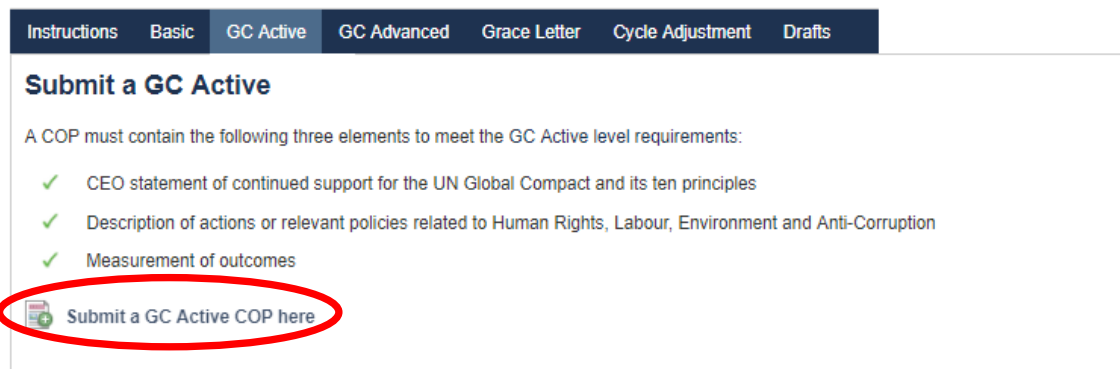 Instructions Basic GC Active GC Advanced Grace Letter Cycle Adjustment Drafts
Submit a GC Active
A COP must contain the following three elements to meet the GC Active level requirements:
✓ CEO statement of continued support for the UN Global Compact and its ten principles
✓ Description of actions or relevant policies related to Human Rights, Labour, Environment and Anti-Corruption
✓ Measurement of outcomes
Submit a GC Active COP here